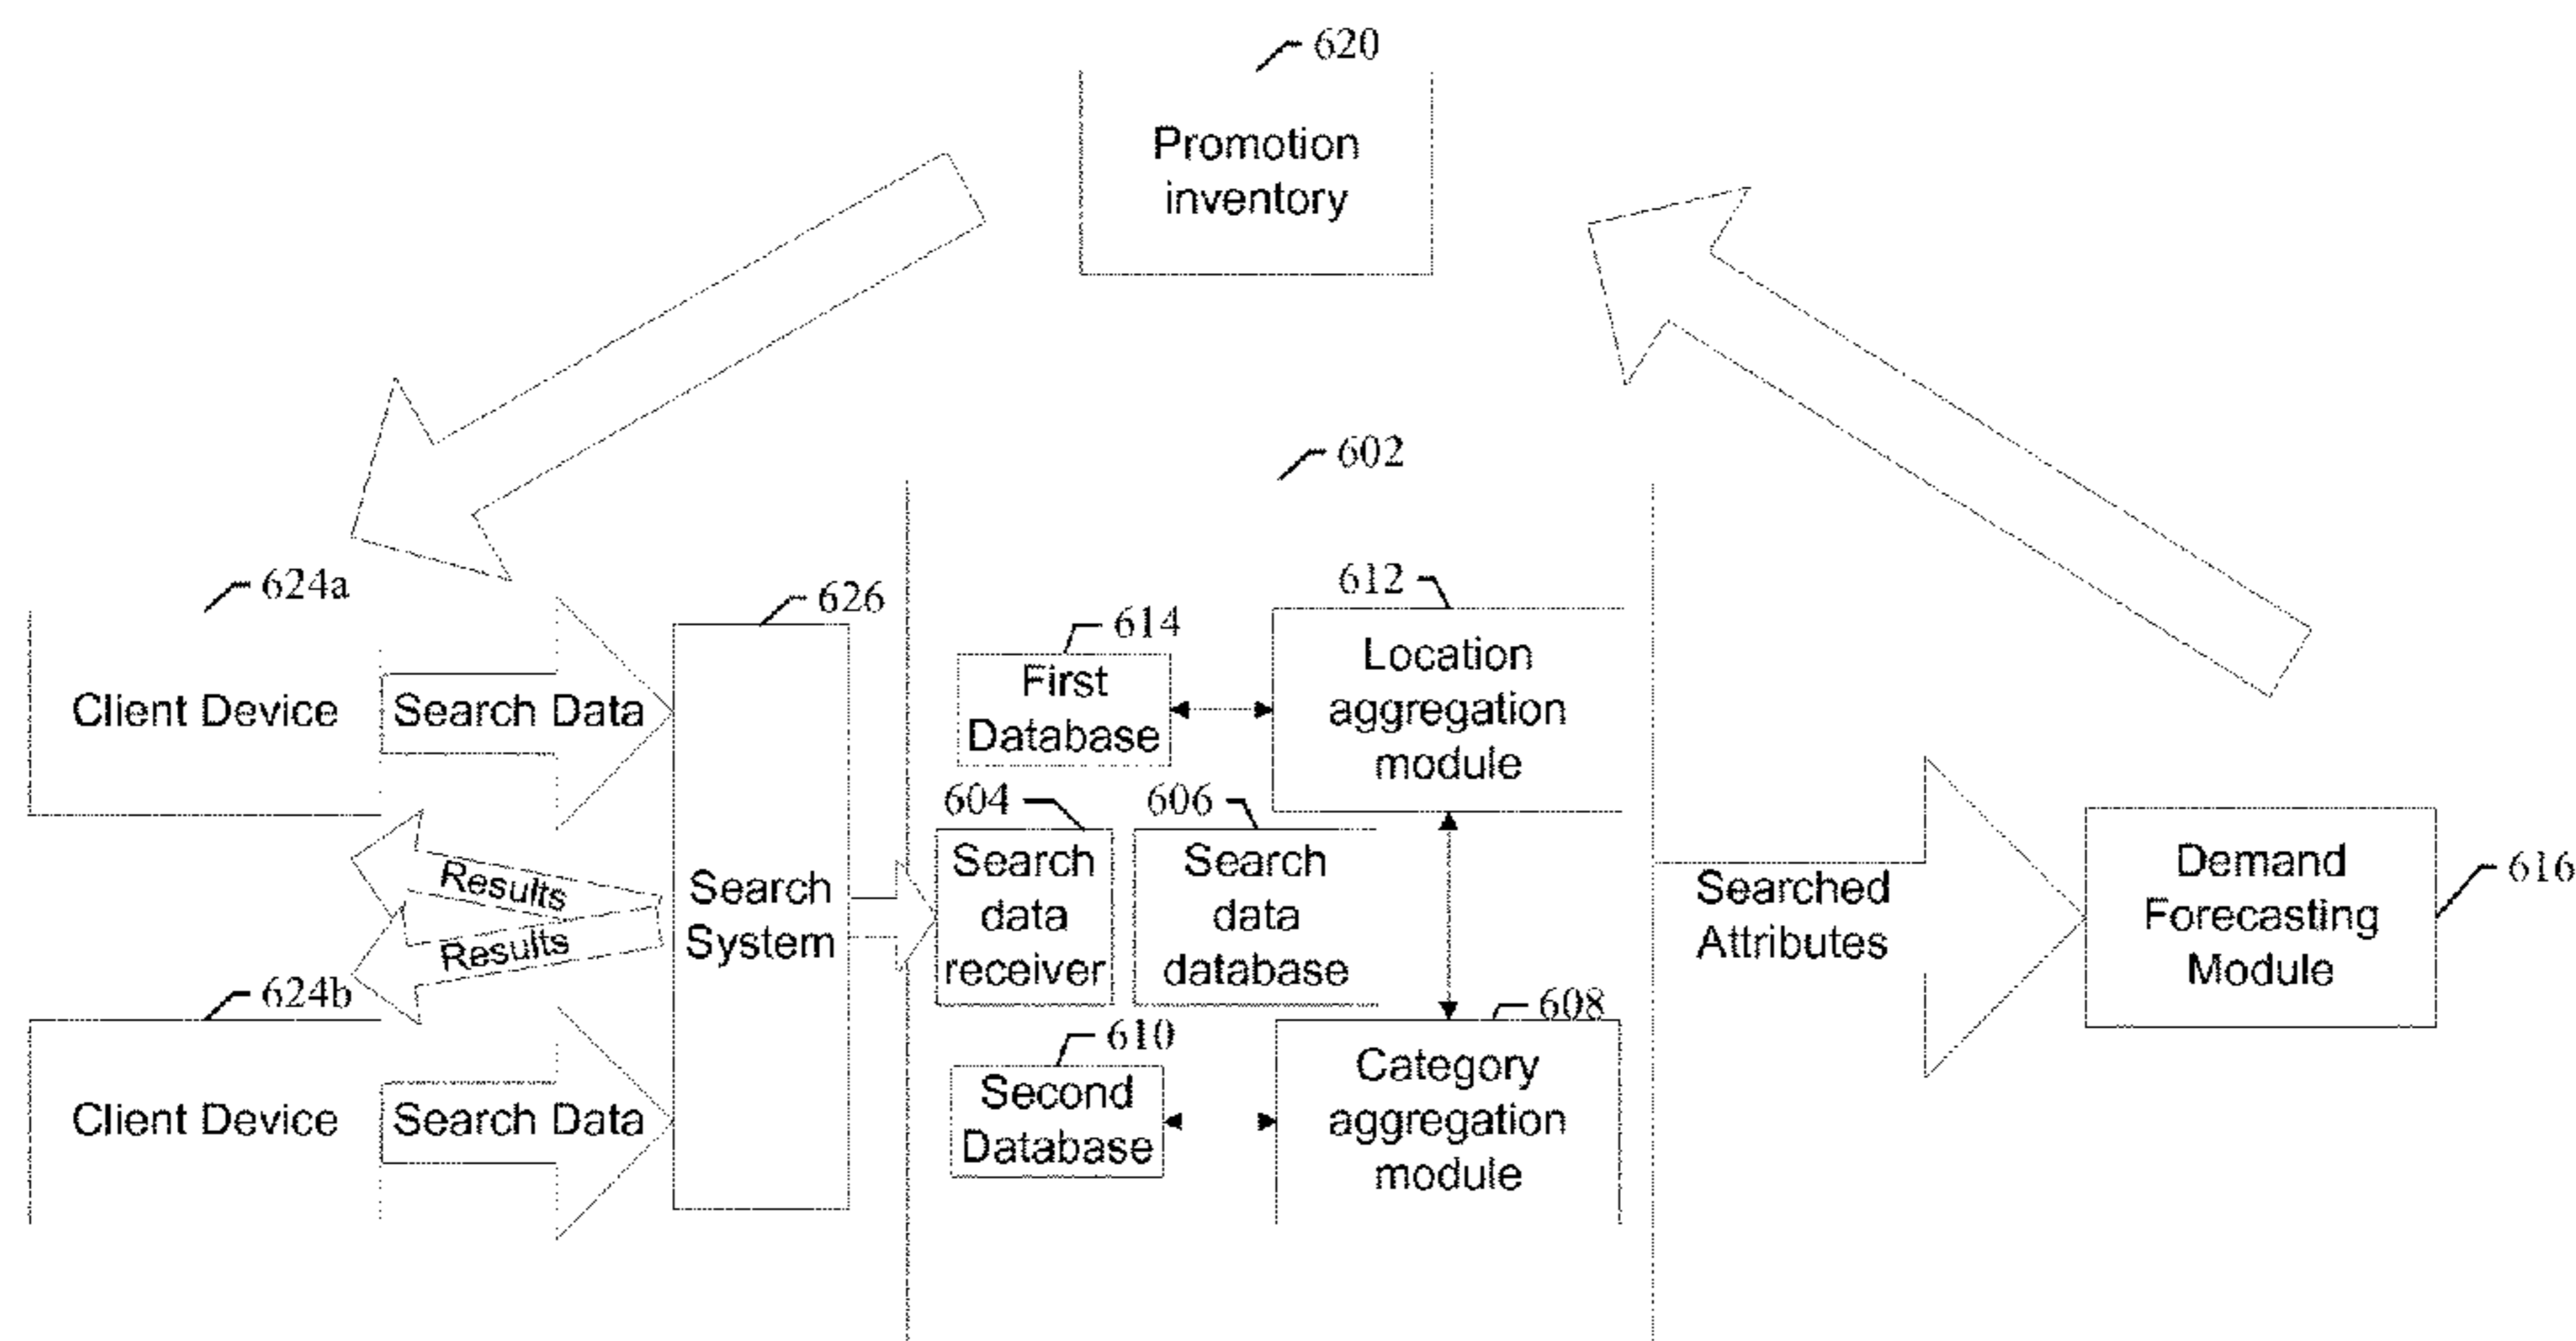 620
Promotion
inventory
602
624a
Client Device
Search Data
626
Search
System
Results
Results
624b
Client Device
Search Data
614
First
Database
612
Location
aggregation
module
604
Search
data
receiver
606
Search
data
database
610
Second
Database
608
Category
aggregation
module
Searched
Attributes
Demand
Forecasting
Module
616